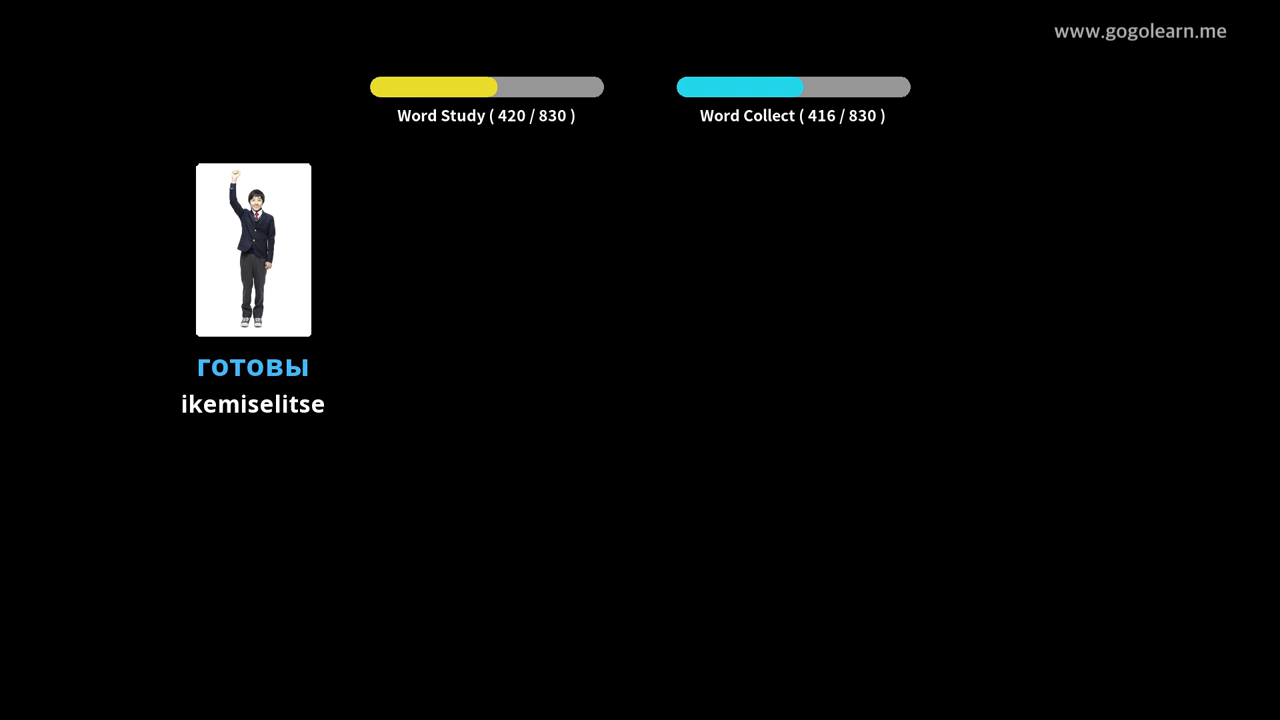 www.gogolearn.me
Word Study ( 420 / 830 )
Word Collect ( 416 / 830 )
готовы
ikemiselitse